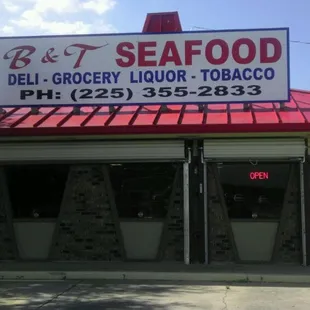 B & T SEAFOOD
DELI - GROCERY LIQUOR - TOBACCO
PH: (225) 355-2833
OPEN